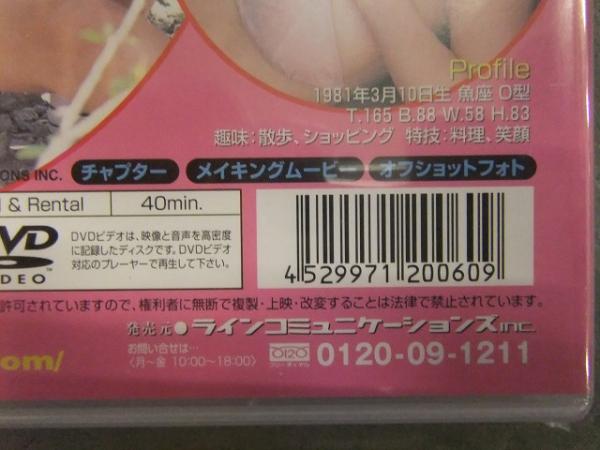 Profile
1981年3月10日生 魚座 O型
T.165 B.88 W.58 H.83
趣味：散歩、ショッピング 特技：料理、笑顔
ONS INC. チャプター メイキングムービー オフショットフォト
& Rental 40min.
DVD VIDEO
DVDビデオは、映像と音声を高密度
に記録したディスクです。DVDビデオ
対応のプレーヤーで再生して下さい。
4 529971 200609
許可されていますので、権利者に無断で複製・上映・改変することは法律で禁止されています。
発売元●ラインコミュニケーションズinc.
om/
お問い合せは…
〈月～金 10:00～18:00〉
フリーダイヤル 0120-09-1211